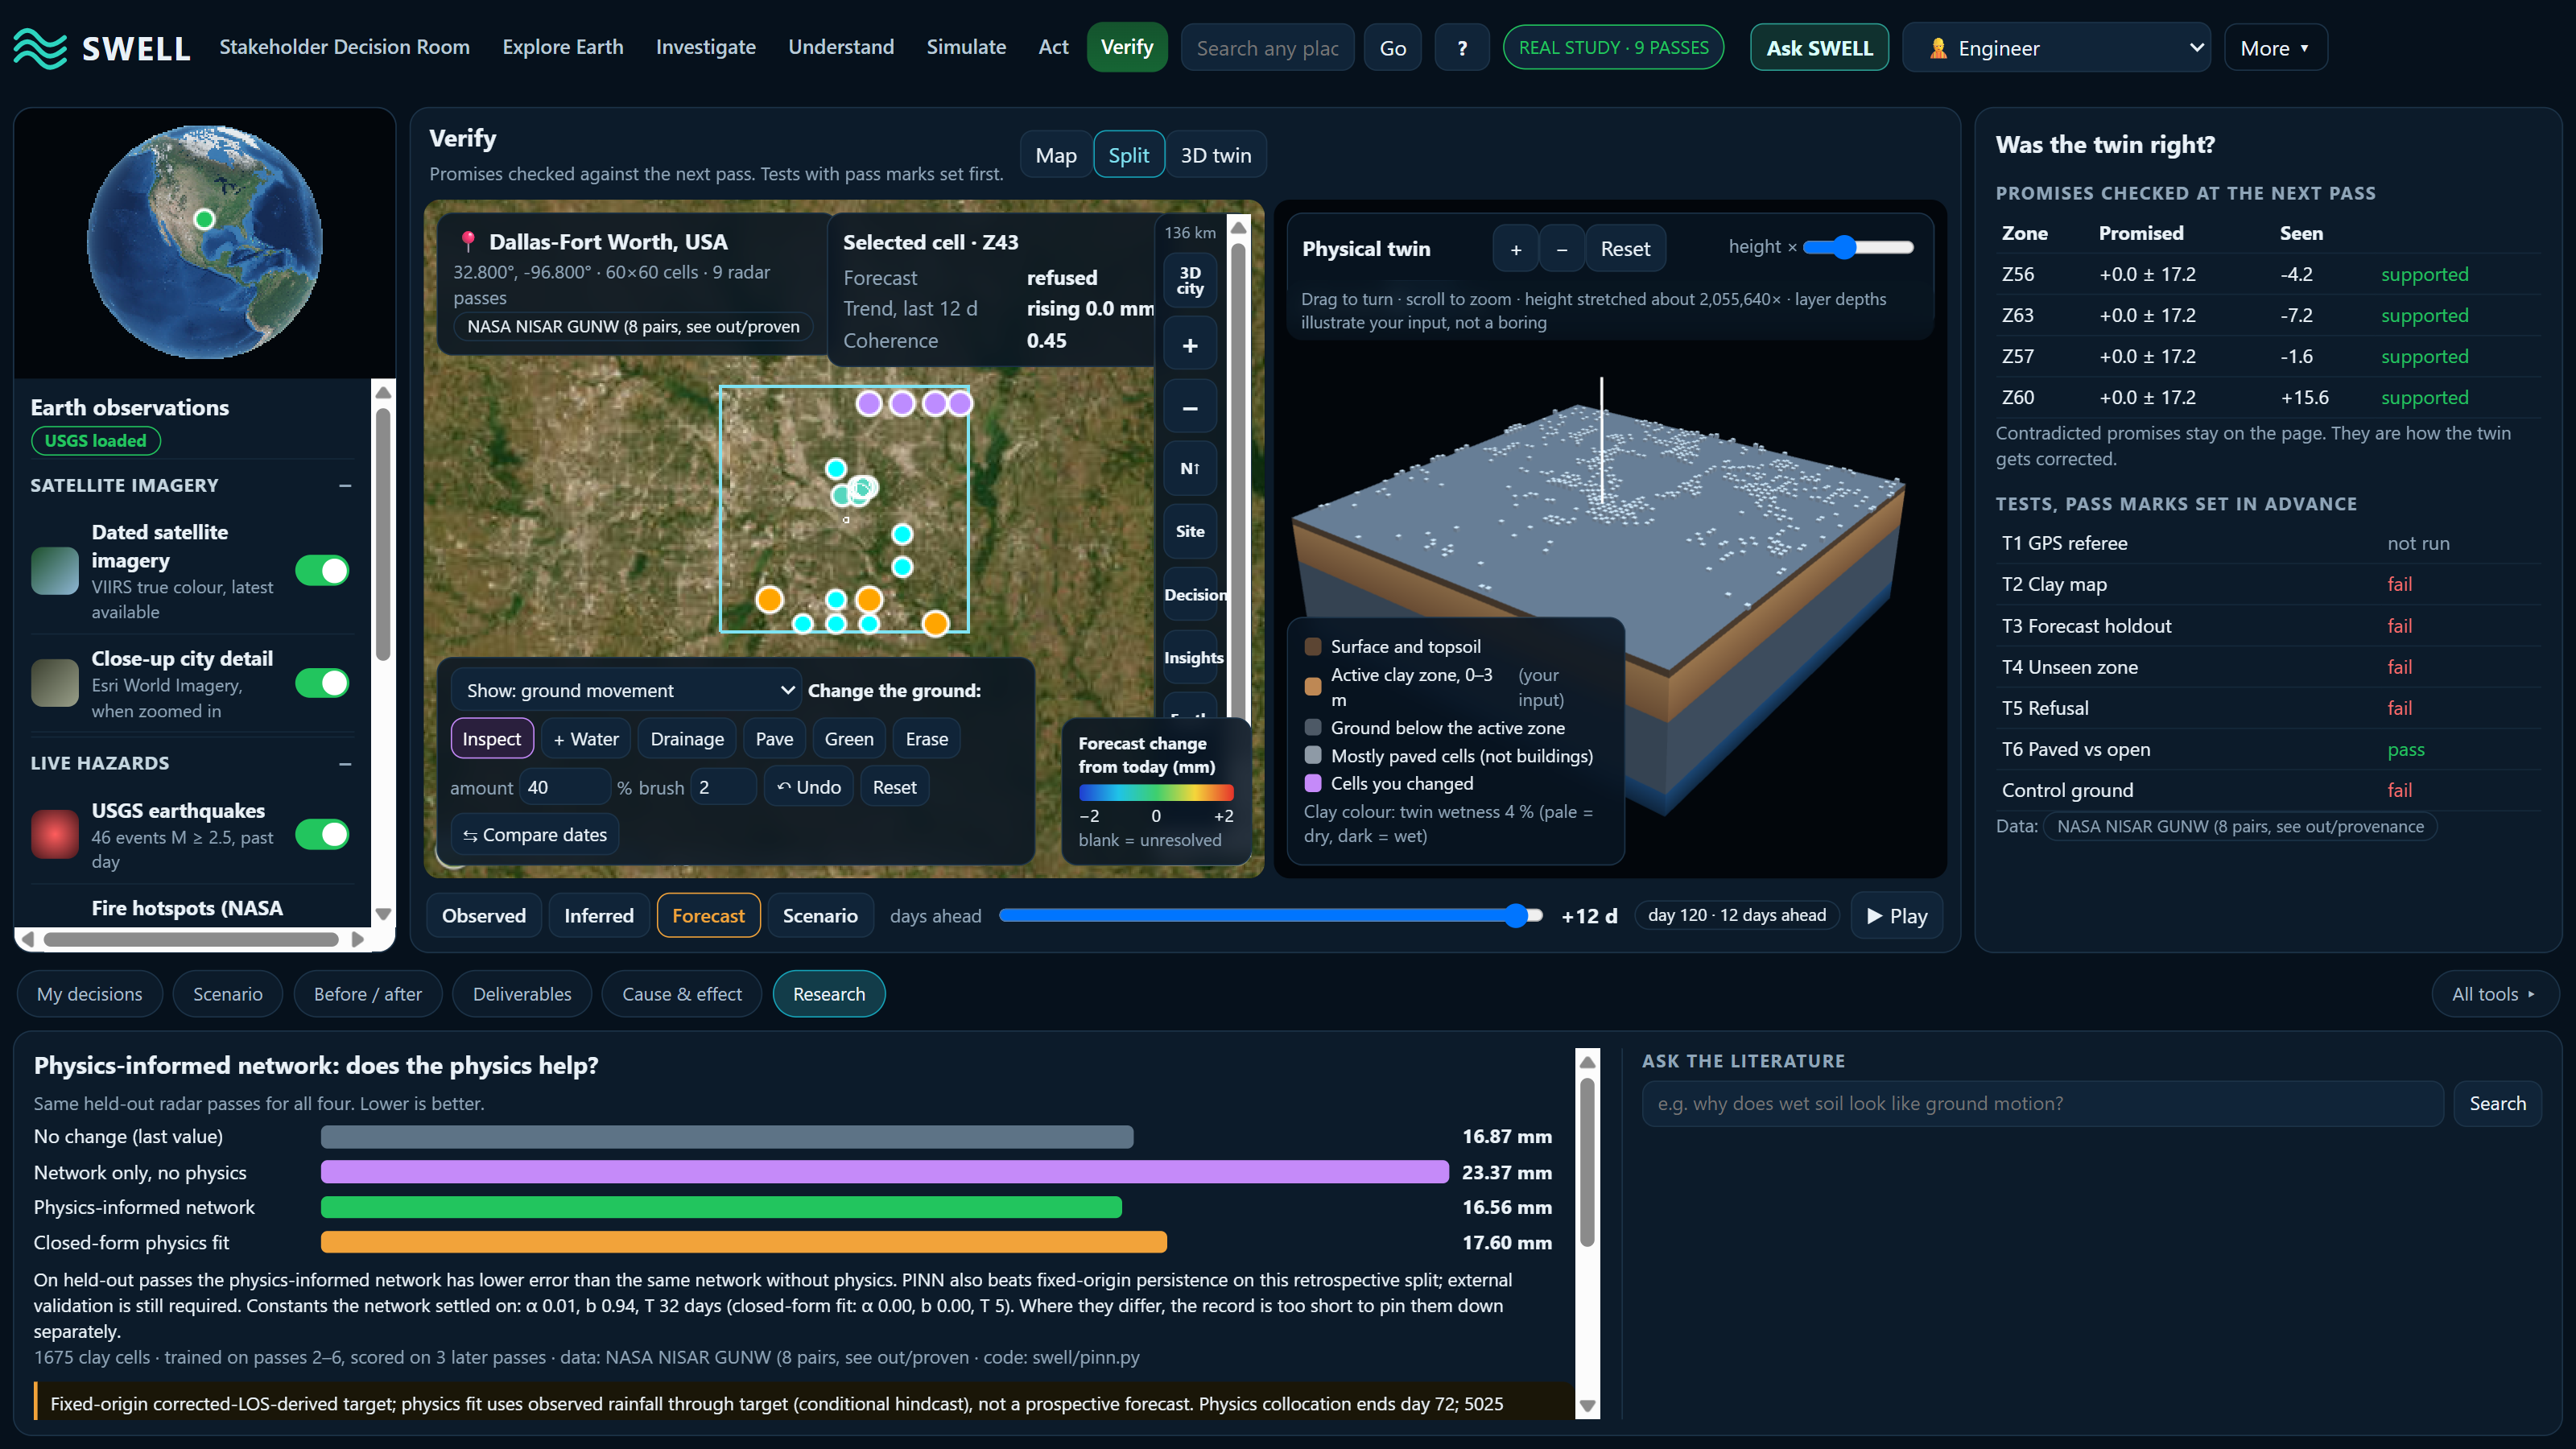 SWELL
Stakeholder Decision Room
Explore Earth
Investigate
Understand
Simulate
Act
Verify
Search any plac
Go
?
REAL STUDY · 9 PASSES
Ask SWELL
Engineer
More ▾
Earth observations
USGS loaded
SATELLITE IMAGERY –
Dated satellite
imagery
VIIRS true colour, latest
available
Close-up city detail
Esri World Imagery,
when zoomed in
LIVE HAZARDS –
USGS earthquakes
46 events M ≥ 2.5, past
day
Fire hotspots (NASA
Verify
Promises checked against the next pass. Tests with pass marks set first.
Map
Split
3D twin
Dallas-Fort Worth, USA
32.800°, -96.800° · 60×60 cells · 9 radar
passes
NASA NISAR GUNW (8 pairs, see out/proven
Selected cell · Z43
Forecast refused
Trend, last 12 d rising 0.0 mm
Coherence 0.45
136 km
3D
city
+
−
N↑
Site
Decision
Insights
Show: ground movement
Change the ground:
Inspect
+ Water
Drainage
Pave
Green
Erase
amount 40 % brush 2
↶ Undo
Reset
⇆ Compare dates
Forecast change
from today (mm)
−2 0 +2
blank = unresolved
Physical twin
+
−
Reset
height ×
Drag to turn · scroll to zoom · height stretched about 2,055,640× · layer depths
illustrate your input, not a boring
Surface and topsoil
Active clay zone, 0–3 (your
m input)
Ground below the active zone
Mostly paved cells (not buildings)
Cells you changed
Clay colour: twin wetness 4 % (pale =
dry, dark = wet)
Observed
Inferred
Forecast
Scenario
days ahead
+12 d
day 120 · 12 days ahead
▶ Play
Was the twin right?
PROMISES CHECKED AT THE NEXT PASS
Zone Promised Seen
Z56 +0.0 ± 17.2 -4.2 supported
Z63 +0.0 ± 17.2 -7.2 supported
Z57 +0.0 ± 17.2 -1.6 supported
Z60 +0.0 ± 17.2 +15.6 supported
Contradicted promises stay on the page. They are how the twin
gets corrected.
TESTS, PASS MARKS SET IN ADVANCE
T1 GPS referee not run
T2 Clay map fail
T3 Forecast holdout fail
T4 Unseen zone fail
T5 Refusal fail
T6 Paved vs open pass
Control ground fail
Data: NASA NISAR GUNW (8 pairs, see out/provenance
My decisions
Scenario
Before / after
Deliverables
Cause & effect
Research
All tools ▸
Physics-informed network: does the physics help?
Same held-out radar passes for all four. Lower is better.
No change (last value) 16.87 mm
Network only, no physics 23.37 mm
Physics-informed network 16.56 mm
Closed-form physics fit 17.60 mm
On held-out passes the physics-informed network has lower error than the same network without physics. PINN also beats fixed-origin persistence on this retrospective split; external
validation is still required. Constants the network settled on: α 0.01, b 0.94, T 32 days (closed-form fit: α 0.00, b 0.00, T 5). Where they differ, the record is too short to pin them down
separately.
1675 clay cells · trained on passes 2–6, scored on 3 later passes · data: NASA NISAR GUNW (8 pairs, see out/proven · code: swell/pinn.py
Fixed-origin corrected-LOS-derived target; physics fit uses observed rainfall through target (conditional hindcast), not a prospective forecast. Physics collocation ends day 72; 5025
ASK THE LITERATURE
e.g. why does wet soil look like ground motion?
Search